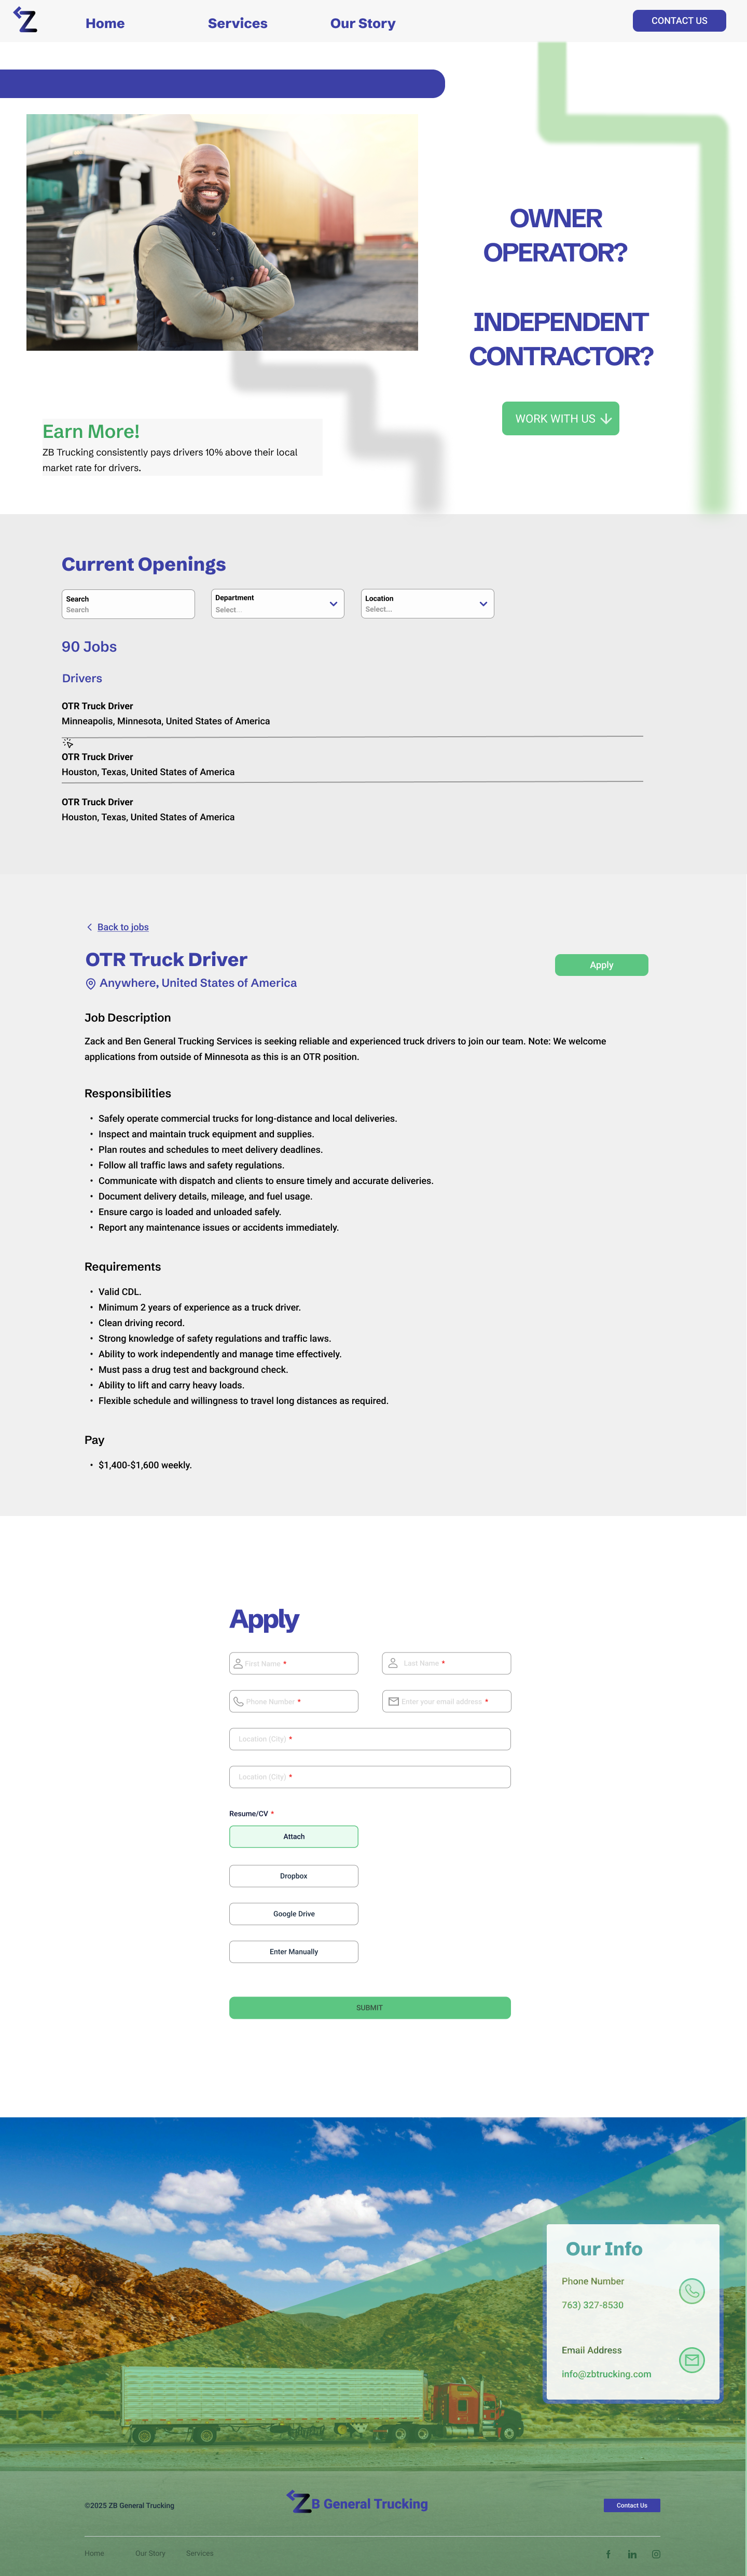 Z
Home
Services
Our Story
CONTACT US
OWNER
OPERATOR?
INDEPENDENT
CONTRACTOR?
WORK WITH US
Earn More!
ZB Trucking consistently pays drivers 10% above their local
market rate for drivers.
Current Openings
Search
Search
Department
Select...
Location
Select...
90 Jobs
Drivers
OTR Truck Driver
Minneapolis, Minnesota, United States of America
OTR Truck Driver
Houston, Texas, United States of America
OTR Truck Driver
Houston, Texas, United States of America
Back to jobs
OTR Truck Driver
Apply
Anywhere, United States of America
Job Description
Zack and Ben General Trucking Services is seeking reliable and experienced truck drivers to join our team. Note: We welcome
applications from outside of Minnesota as this is an OTR position.
Responsibilities
• Safely operate commercial trucks for long-distance and local deliveries.
• Inspect and maintain truck equipment and supplies.
• Plan routes and schedules to meet delivery deadlines.
• Follow all traffic laws and safety regulations.
• Communicate with dispatch and clients to ensure timely and accurate deliveries.
• Document delivery details, mileage, and fuel usage.
• Ensure cargo is loaded and unloaded safely.
• Report any maintenance issues or accidents immediately.
Requirements
• Valid CDL.
• Minimum 2 years of experience as a truck driver.
• Clean driving record.
• Strong knowledge of safety regulations and traffic laws.
• Ability to work independently and manage time effectively.
• Must pass a drug test and background check.
• Ability to lift and carry heavy loads.
• Flexible schedule and willingness to travel long distances as required.
Pay
• $1,400-$1,600 weekly.
Apply
First Name *
Last Name *
Phone Number *
Enter your email address *
Location (City) *
Location (City) *
Resume/CV *
Attach
Dropbox
Google Drive
Enter Manually
SUBMIT
Our Info
Phone Number
763) 327-8530
Email Address
info@zbtrucking.com
©2025 ZB General Trucking
ZB General Trucking
Contact Us
Home
Our Story
Services